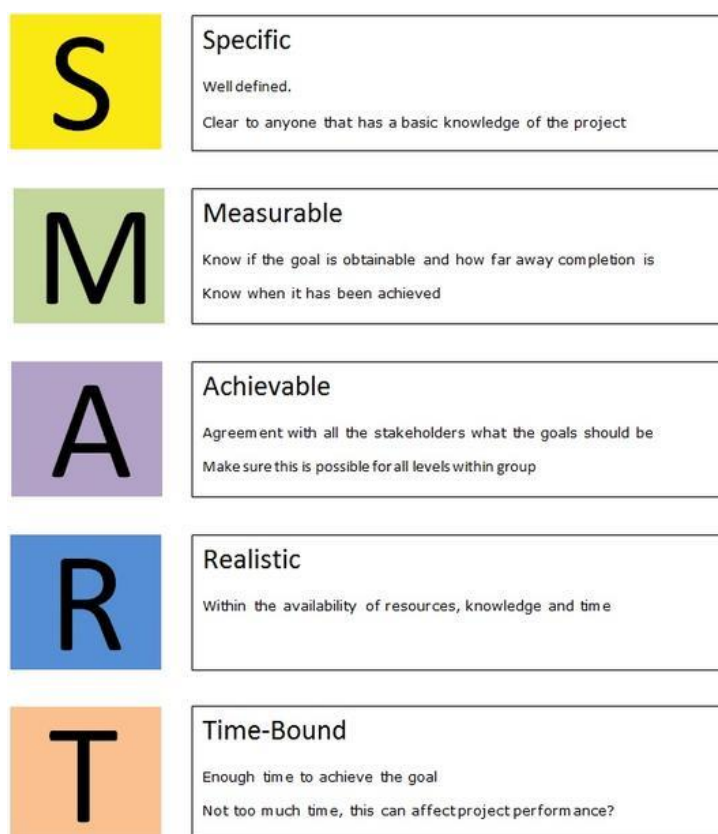 S
Specific
Well defined.
Clear to anyone that has a basic knowledge of the project
M
Measurable
Know if the goal is obtainable and how far away completion is
Know when it has been achieved
A
Achievable
Agreement with all the stakeholders what the goals should be
Make sure this is possible for all levels within group
R
Realistic
Within the availability of resources, knowledge and time
T
Time-Bound
Enough time to achieve the goal
Not too much time, this can affect project performance?